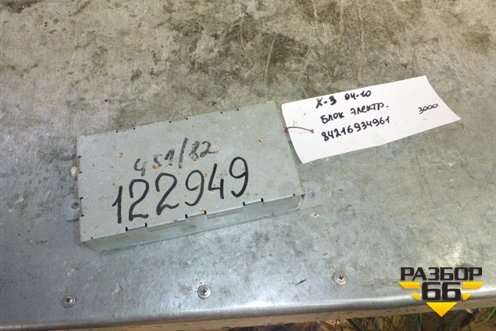 451/82
122949
X-3 04-10
Блок электр.
84216934961
3000
РАЗБОР
66